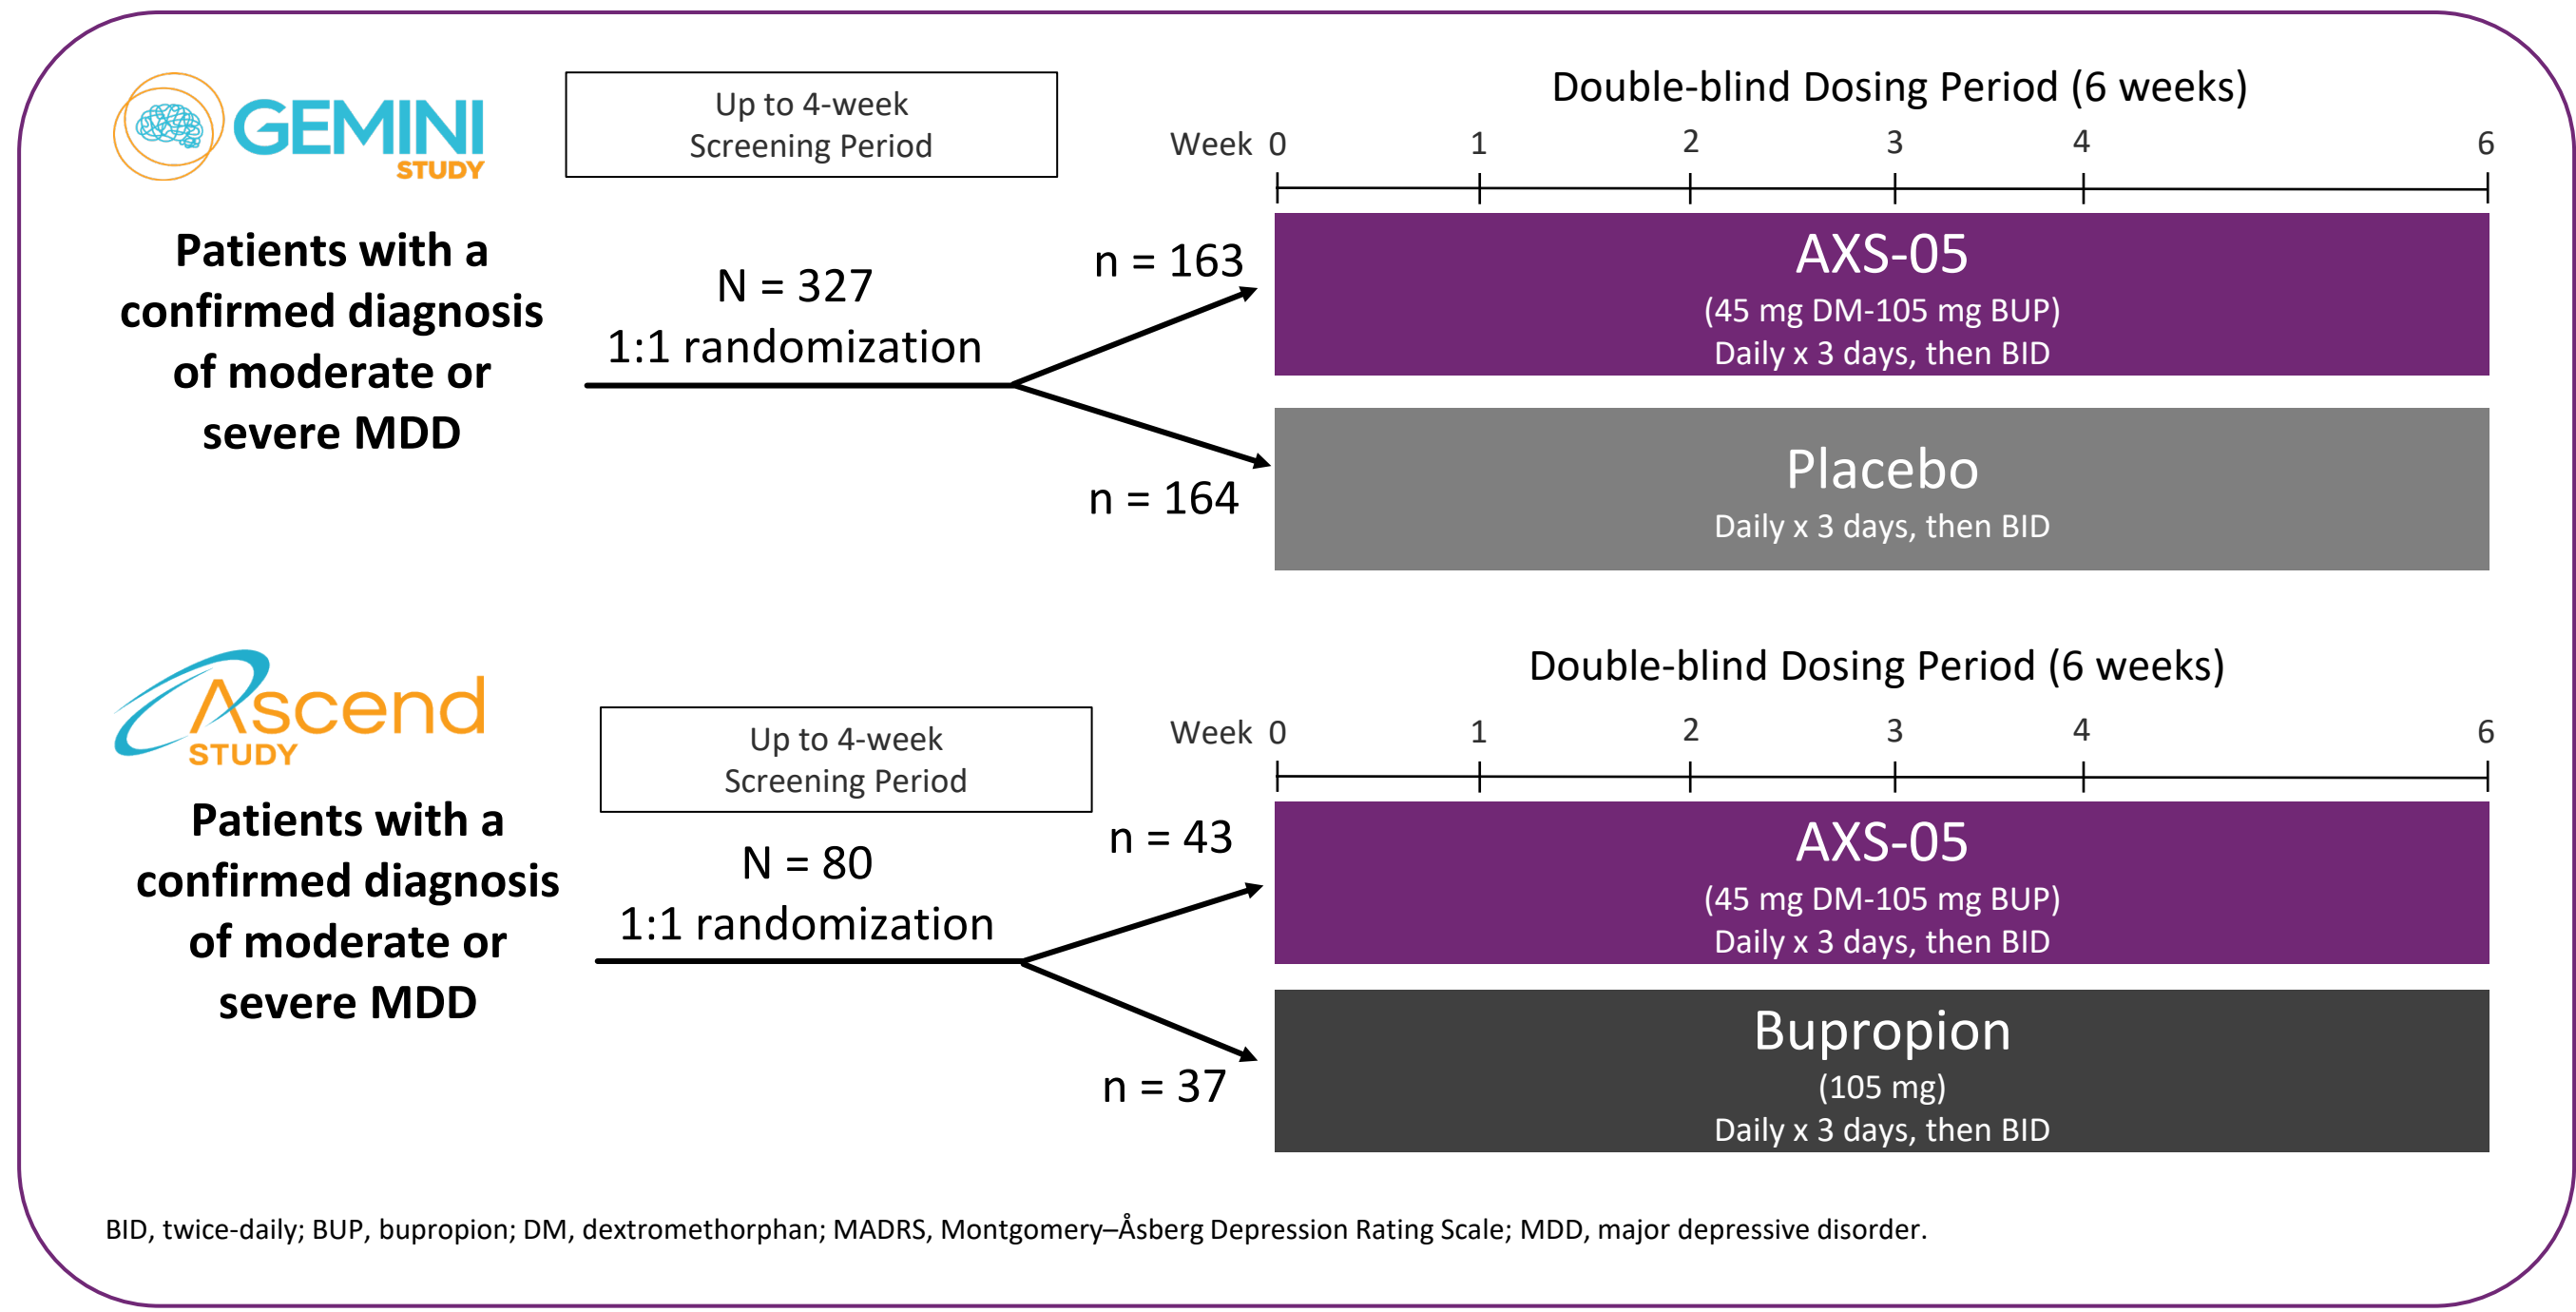 GEMINI
STUDY
Patients with a
confirmed diagnosis
of moderate or
severe MDD
Up to 4-week
Screening Period
N = 327
1:1 randomization
n = 163
n = 164
Double-blind Dosing Period (6 weeks)
Week 0 1 2 3 4 6
AXS-05
(45 mg DM-105 mg BUP)
Daily x 3 days, then BID
Placebo
Daily x 3 days, then BID
Ascend
STUDY
Patients with a
confirmed diagnosis
of moderate or
severe MDD
Up to 4-week
Screening Period
N = 80
1:1 randomization
n = 43
n = 37
Double-blind Dosing Period (6 weeks)
Week 0 1 2 3 4 6
AXS-05
(45 mg DM-105 mg BUP)
Daily x 3 days, then BID
Bupropion
(105 mg)
Daily x 3 days, then BID
BID, twice-daily; BUP, bupropion; DM, dextromethorphan; MADRS, Montgomery–Åsberg Depression Rating Scale; MDD, major depressive disorder.